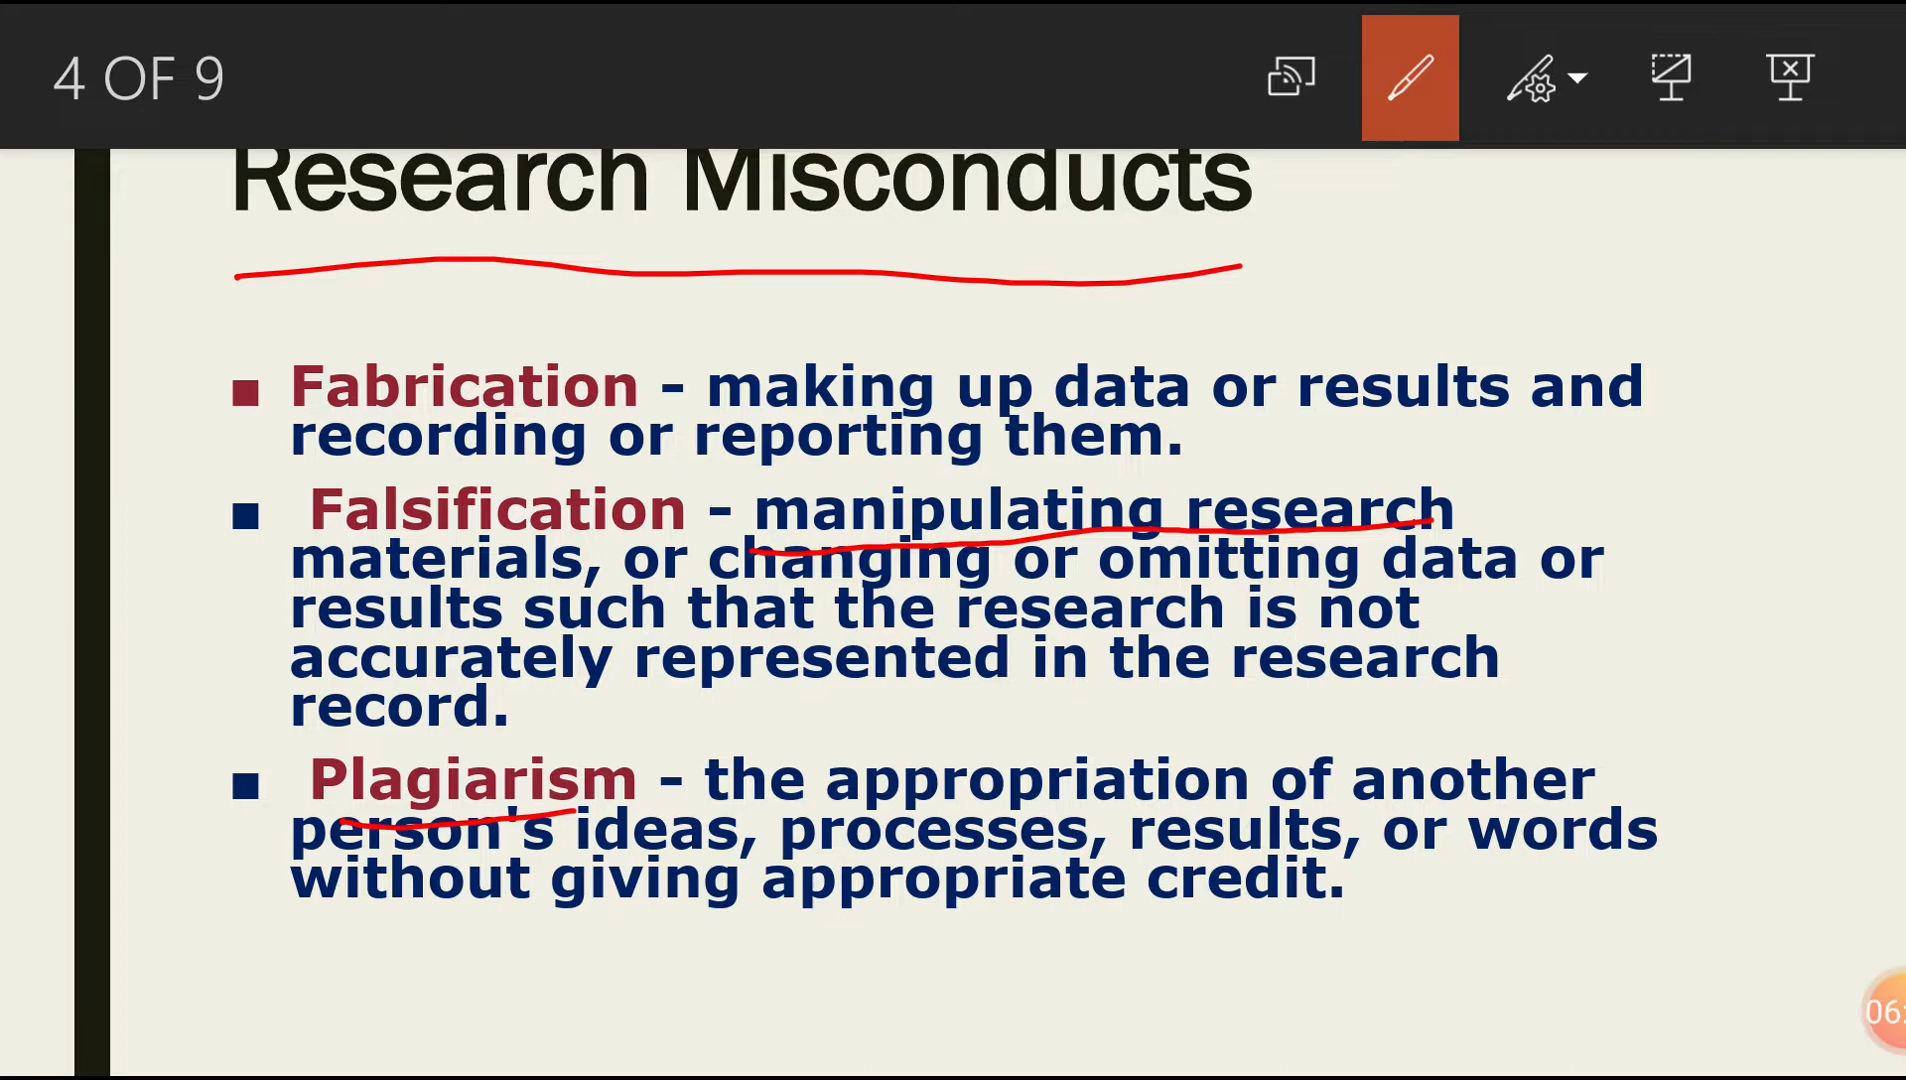 4 OF 9
Research Misconducts
■ Fabrication - making up data or results and
recording or reporting them.
■ Falsification - manipulating research
materials, or changing or omitting data or
results such that the research is not
accurately represented in the research
record.
■ Plagiarism - the appropriation of another
person's ideas, processes, results, or words
without giving appropriate credit.
06: